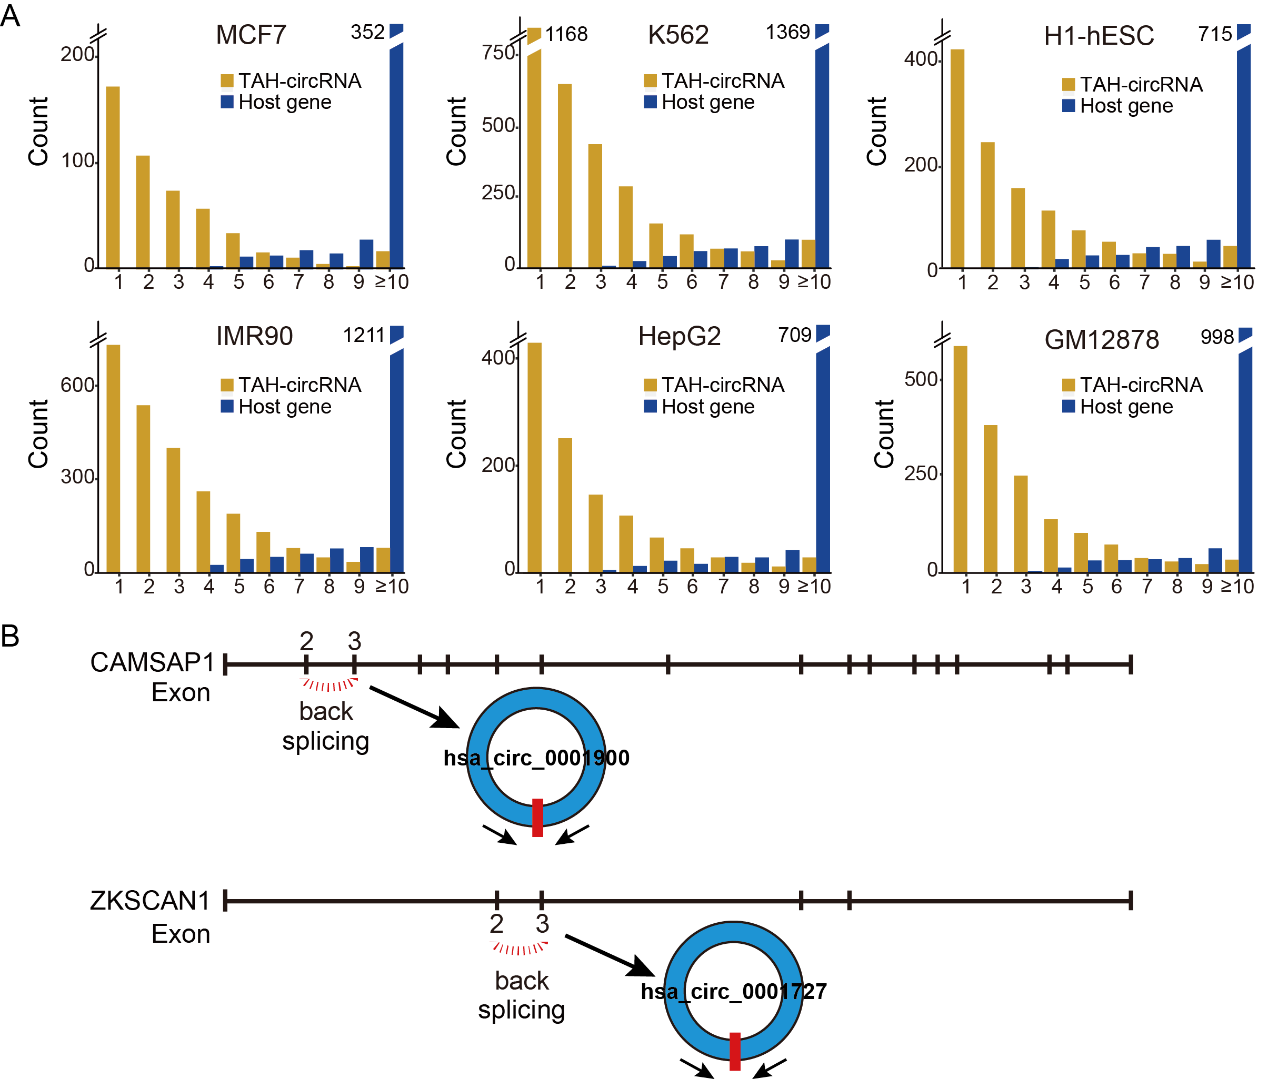 A
MCF7
352
TAH-circRNA
Host gene
Count
200
100
0
1 2 3 4 5 6 7 8 9 ≥10
1168
K562
1369
TAH-circRNA
Host gene
Count
750
500
250
0
1 2 3 4 5 6 7 8 9 ≥10
H1-hESC
715
TAH-circRNA
Host gene
Count
400
200
0
1 2 3 4 5 6 7 8 9 ≥10
IMR90
1211
TAH-circRNA
Host gene
Count
600
300
0
1 2 3 4 5 6 7 8 9 ≥10
HepG2
709
TAH-circRNA
Host gene
Count
400
200
0
1 2 3 4 5 6 7 8 9 ≥10
GM12878
998
TAH-circRNA
Host gene
Count
500
250
0
1 2 3 4 5 6 7 8 9 ≥10
B
2 3
CAMSAP1
Exon
back
splicing
hsa_circ_0001900
ZKSCAN1
Exon
2 3
back
splicing
hsa_circ_0001727